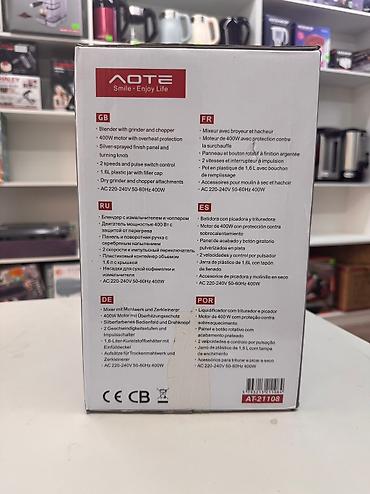 AOTE
Smile - Enjoy Life
GB
- Blender with grinder and chopper
- 400W motor with overheat protection
- Silver-sprayed finish panel and
turning knob
- 2 speeds and pulse switch control
- 1.6L plastic jar with filler cap
- Dry grinder and chopper attachments
- AC 220-240V 50-60Hz 400W
FR
- Mixeur avec broyeur et hachoir
- Moteur de 400W avec protection contre
la surchauffe
- Panneau et bouton rotatif à finition argentée
- 2 vitesses et interrupteur à impulsion
- Pot en plastique de 1,6 L avec bouchon
de remplissage
- Accessoires pour moulin à sec et hachoir
- AC 220-240V 50-60Hz 400W
RU
- Блендер с измельчителем и чоппером
- Двигатель мощностью 400 Вт с
защитой от перегрева
- Панель и поворотная ручка с
серебряным напылением
- 2 скорости и импульсный переключатель
- Пластиковый контейнер объемом
1,6 л с крышкой
- Насадки для сухой кофемолки и
измельчителя
- AC 220-240V 50-60Hz 400W
ES
- Batidora con picadora y trituradora
- Motor de 400W con protección contra
sobrecalentamiento
- Panel de acabado y botón giratorio
pulverizados en plata
- 2 velocidades y control por pulsador
- Jarra de plástico de 1,6L con tapón
de llenado
- Accesorios de picadora y molinillo en seco
- AC 220-240V 50-60Hz 400W
DE
- Mixer mit Mahlwerk und Zerkleinerer
- 400W Motor mit Überhitzungsschutz
- Silberfarbenes Bedienfeld und Drehknopf
- 2 Geschwindigkeitsstufen und
Impulsschalter
- 1,6-Liter-Kunststoffbehälter mit
Einfülldeckel
- Aufsätze für Trockenmahlwerk und
Zerkleinerer
- AC 220-240V 50-60Hz 400W
POR
- Liquidificador com triturador e picador
- Motor de 400 W com proteção contra
sobreaquecimento
- Painel e botão rotativo com
acabamento prateado
- 2 velocidades e controlo por pulsação
- Jarro de plástico de 1,6 L com tampa
de enchimento
- Acessórios para triturar e picar a seco
- AC 220-240V 50-60Hz 400W
CE CB
AT-21108